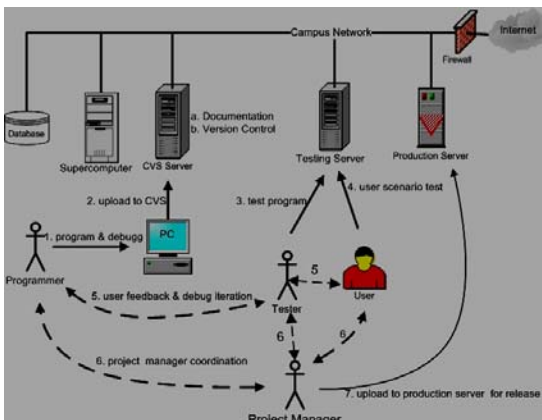 Campus Network
Internet
Firewall
Database
Supercomputer
CVS Server
a. Documentation
b. Version Control
Testing Server
Production Server
2. upload to CVS
3. test program
4. user scenario test
1. program & debugg
PC
Programmer
5
User
Tester
5. user feedback & debug iteration
6
6
6. project manager coordination
7. upload to production server for release
Project Manager